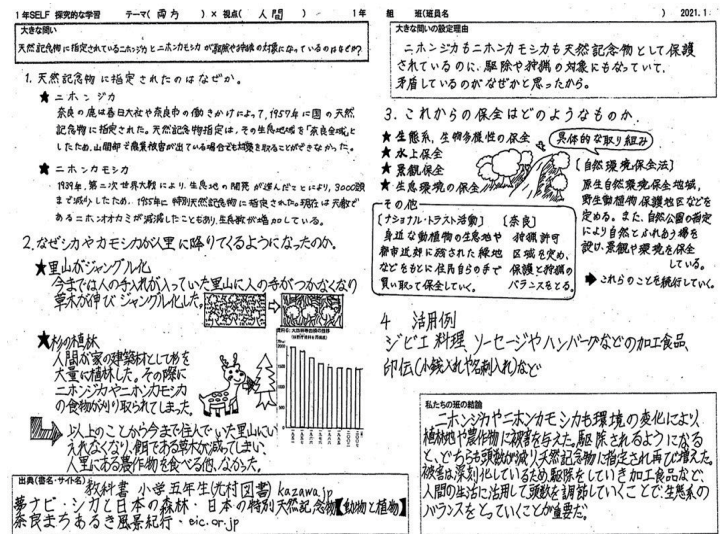 1年SELF 探究的な学習 テーマ( 両方 )×視点( 人間 ) 1年 組 班(班員名 ) 2021.1
大きな問い
天然記念物に指定されているニホンジカとニホンカモシカが駆除や狩猟の対象になっているのはなぜか?
1.天然記念物に指定されたのはなぜか。
★ニホンジカ
奈良の鹿は春日大社や奈良市の働きかけによって、1957年に国の天然
記念物に指定された。天然記念物指定は、その生息地域を「奈良全域」と
したため、山間部で農業被害が出ている場合でも対策を取ることができなかった。
★ニホンカモシカ
1939年、第二次世界大戦により、生息地の開発が進んだことにより、3000頭
まで減少したため、1955年に特別天然記念物に指定された。現在は天敵で
あるニホンオオカミが減滅したこともあり、生息数が増加している。
2.なぜシカやカモシカが人里に降りてくるようになったのか。
★里山がジャングル化
今までは人の手入れが入っていた里山に人の手がつかなくなり
草木が伸びジャングル化した。
★杉の植林
人間が家の建築材として杉を
大量に植林した。その際に
ニホンジカやニホンカモシカ
の食物が刈り取られてしまった。
2500
2000
1500
1000
500
0
以上のことから今まで住んでいた山にい
えれなくなり、餌である草木が減ってしまい、
人里にある農作物を食べる他、なかった。
出典(書名・サイト名)
教科書 小学五年生(光村図書) kazawa.jp
夢ナビ・シカと日本の森林・日本の特別天然記念物【動物と植物】
奈良まちあるき風景紀行・eic.or.jp
大きな問いの設定理由
ニホンジカもニホンカモシカも天然記念物として保護
されているのに、駆除や狩猟の対象にもなっていて、
矛盾しているのがなぜかと思ったから。
3.これからの保全はどのようなものか
★生態系、生物多様性の保全
★水上保全
★景観保全
★生息環境の保全
具体的な取り組み
[自然環境保全法]
原生自然環境保全地域,
野生動植物保護地区などを
定める。また、自然公園の指定
により自然とふれあう場を
設け、景観や環境を保全
している。
➡これらのことを続行していく。
その他
[ナショナル・トラスト活動]
身近な動植物の生息地や
都市近郊に残された緑地
などをもとに住民自らの手で
買い取って保全していく。
[奈良]
狩猟許可
区域を定め、
保護と狩猟の
バランスをとる。
4 活用例
ジビエ料理 ソーセージやハンバーグなどの加工食品、
印伝(小銭入れや名刺入れ)など
私たちの班の結論
ニホンジカやニホンカモシカも環境の変化により、
植林地や農作物に被害を与えた。駆除されるようになる
と、どちらも頭数が減り天然記念物に指定され再び増えた。
被害は深刻化しているため、駆除をしていき加工食品など、
人間の生活に活用して頭数を調節していくことで生態系の
バランスをとっていくことが重要だ。